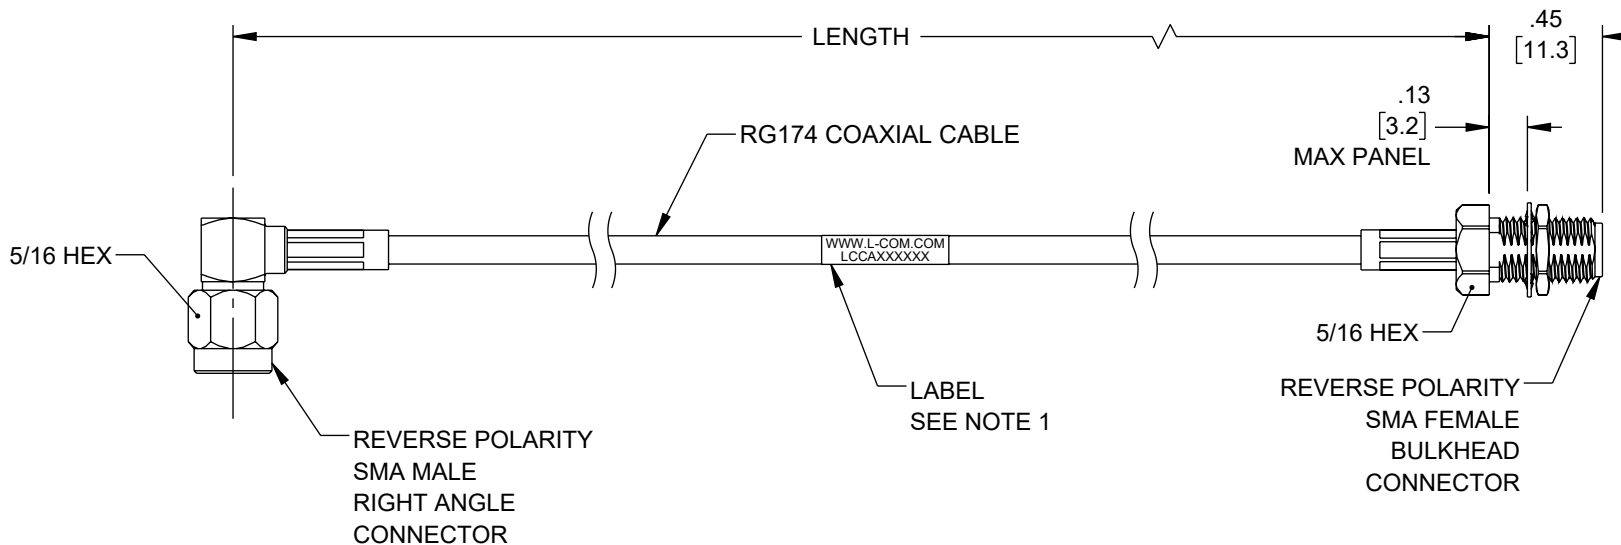 LENGTH
.45
[11.3]
.13
[3.2]
MAX PANEL
RG174 COAXIAL CABLE
5/16 HEX
WWW.L-COM.COM
LCCAXXXXXX
5/16 HEX
LABEL
SEE NOTE 1
REVERSE POLARITY
SMA FEMALE
BULKHEAD
CONNECTOR
REVERSE POLARITY
SMA MALE
RIGHT ANGLE
CONNECTOR